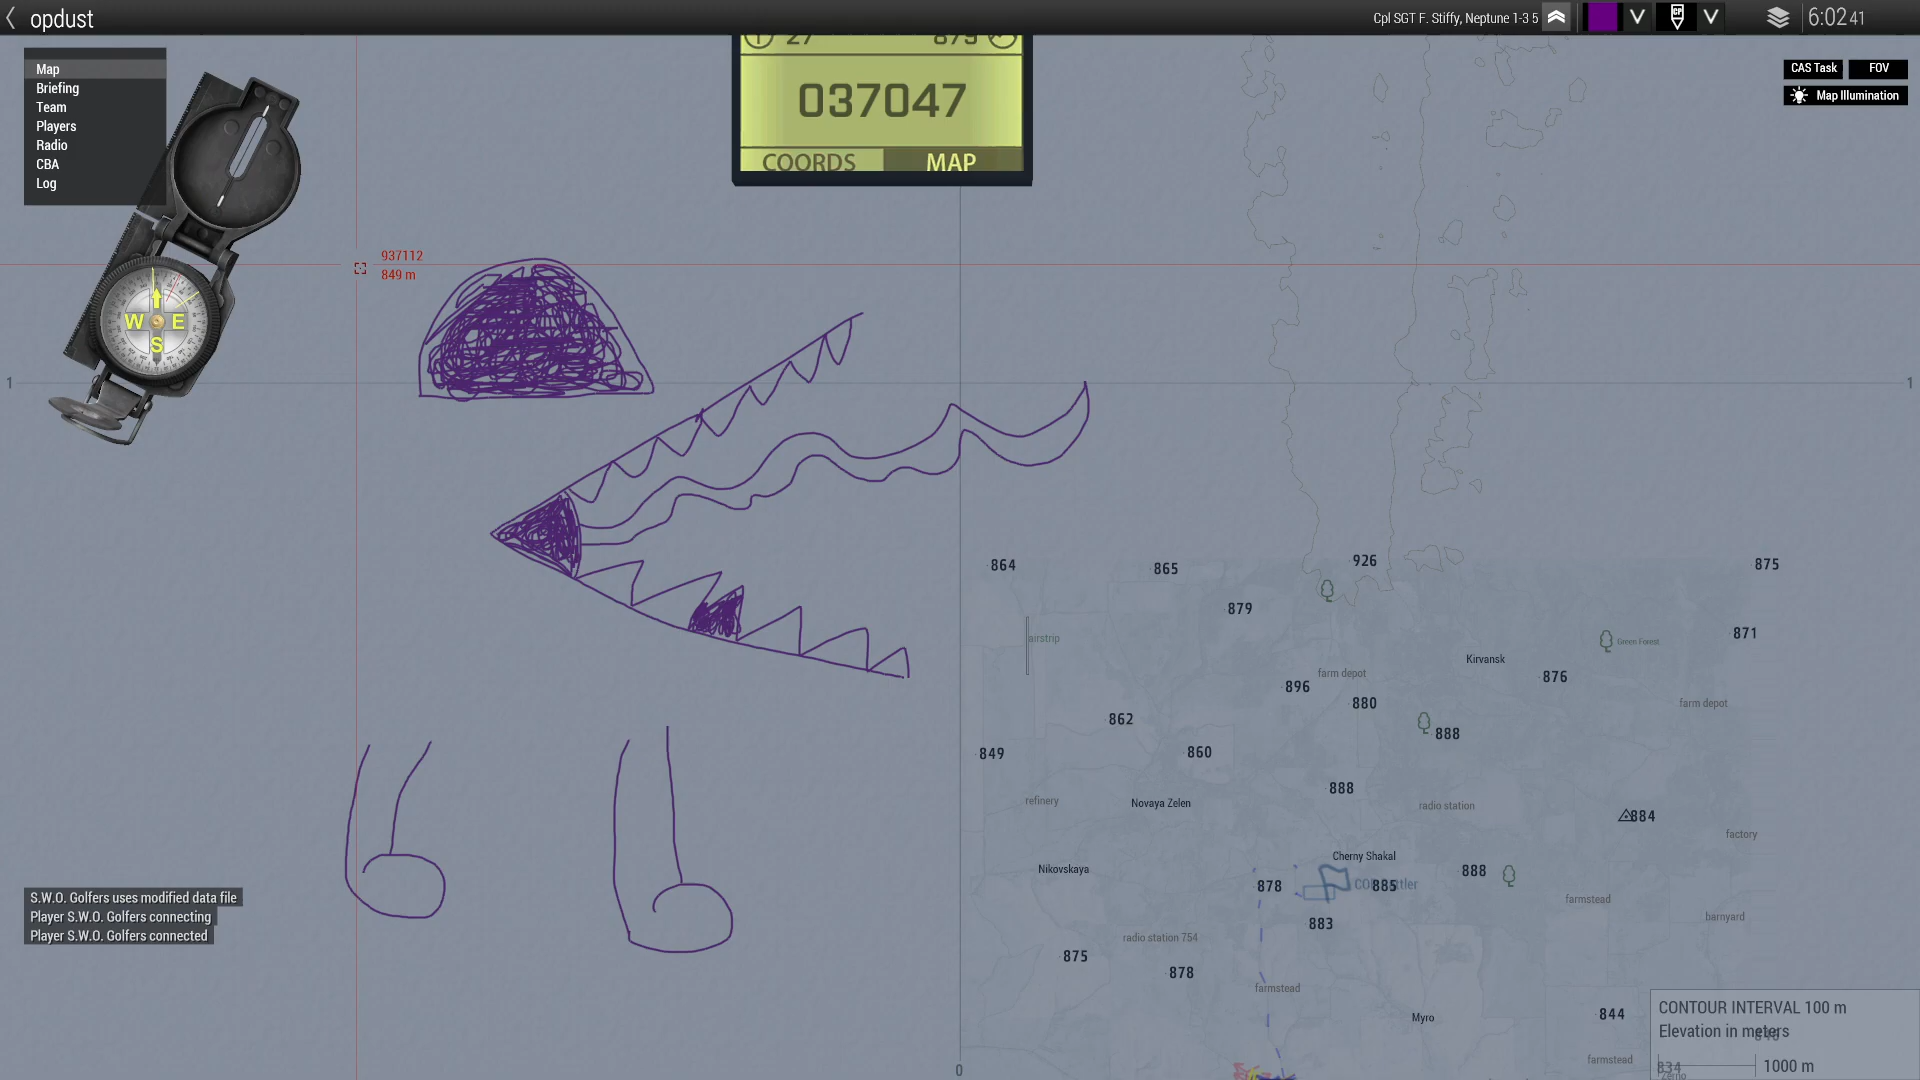 opdust
Cpl SGT F. Stiffy, Neptune 1-3 5
6:02 41
Map
Briefing
Team
Players
Radio
CBA
Log
27
879
037047
COORDS MAP
CAS Task
FOV
Map Illumination
937112
849 m
W E
S
1
1
864
865
926
875
879
airstrip
Green Forest
871
Kirvansk
farm depot
896
876
880
farm depot
862
888
849
860
888
refinery
Novaya Zelen
radio station
884
factory
Cherny Shakal
Nikovskaya
888
878
885
farmstead
barnyard
883
radio station 754
875
878
farmstead
Myro
844
farmstead
834
0
S.W.O. Golfers uses modified data file
Player S.W.O. Golfers connecting
Player S.W.O. Golfers connected
CONTOUR INTERVAL 100 m
Elevation in meters
1000 m